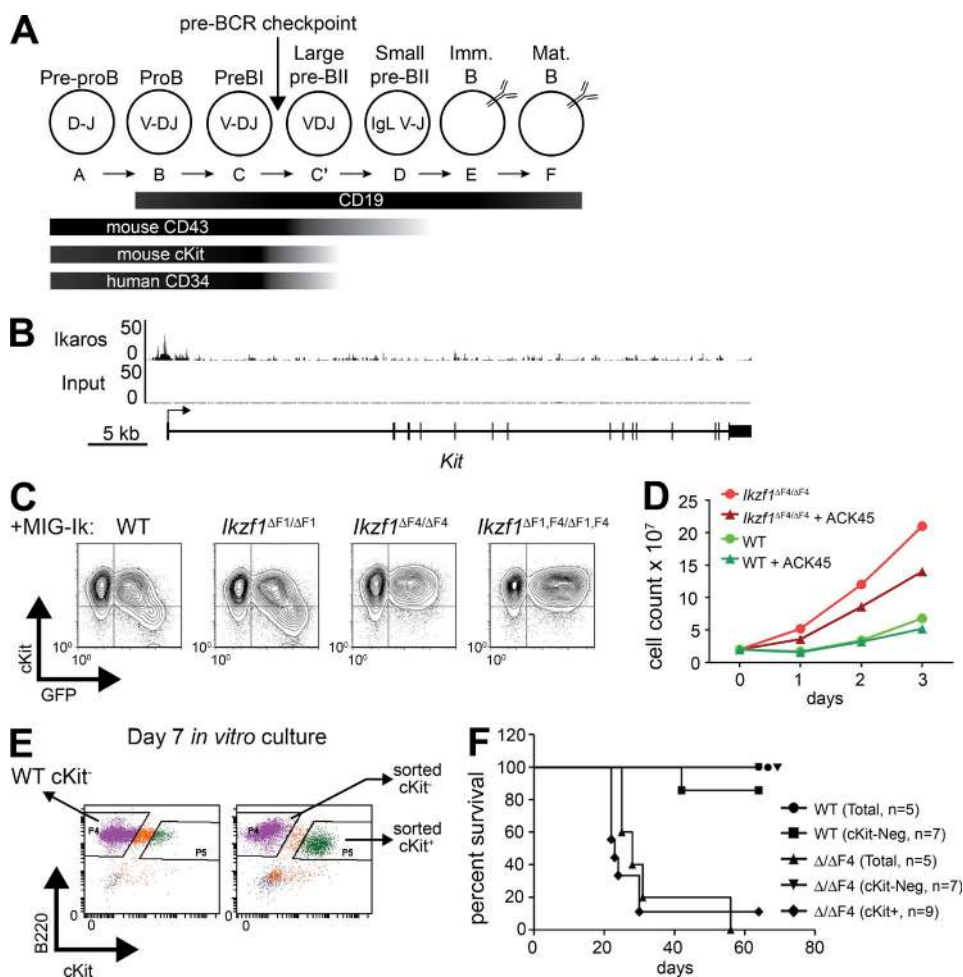 A
pre-BCR checkpoint
Pre-proB ProB PreBI Large pre-BII Small pre-BII Imm. B Mat. B
D-J V-DJ V-DJ VDJ IgL V-J
A B C C' D E F
CD19
mouse CD43
mouse cKit
human CD34
B
Ikaros 50 0
Input 50 0
5 kb
Kit
C
+MIG-Ik: WT Ikzf1ΔF1/ΔF1 Ikzf1ΔF4/ΔF4 Ikzf1ΔF1,F4/ΔF1,F4
10⁰ 10⁰ 10⁰ 10⁰
10⁰ 10⁰ 10⁰ 10⁰
cKit
GFP
D
Ikzf1ΔF4/ΔF4
Ikzf1ΔF4/ΔF4 + ACK45
WT
WT + ACK45
cell count x 10⁷
25
20
15
10
5
0
0 1 2 3
days
E
Day 7 in vitro culture
WT cKit⁻
sorted cKit⁻
sorted cKit⁺
P4 P5
P4 P5
0 0
0 0
B220
cKit
F
percent survival
120
100
80
60
40
20
0
0 20 40 60 80
days
WT (Total, n=5)
WT (cKit-Neg, n=7)
Δ/ΔF4 (Total, n=5)
Δ/ΔF4 (cKit-Neg, n=7)
Δ/ΔF4 (cKit+, n=9)